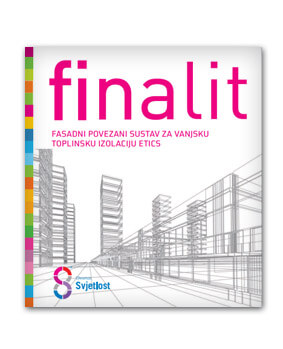 finalit
FASADNI POVEZANI SUSTAV ZA VANJSKU
TOPLINSKU IZOLACIJU ETICS
Svjetlost